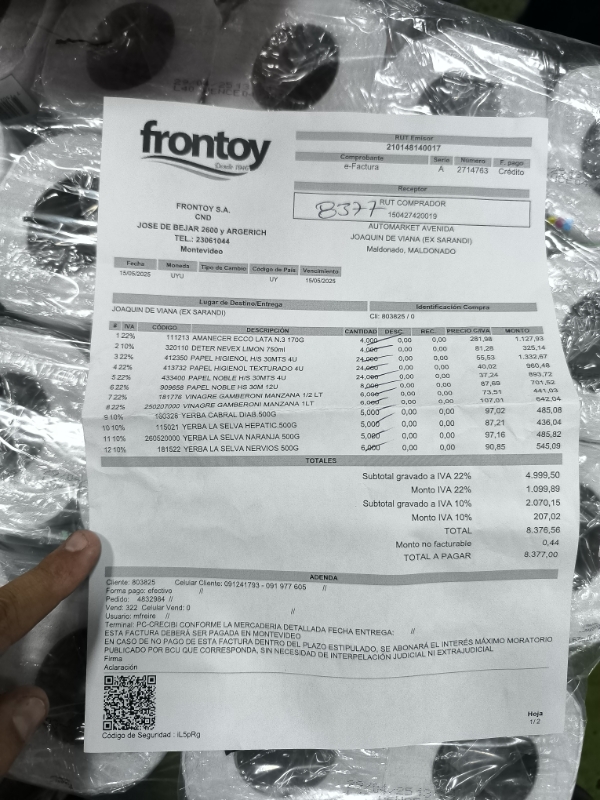 frontoy
Desde 1940
FRONTOY S.A.
CND
JOSE DE BEJAR 2600 y ARGERICH
TEL.: 23061044
Montevideo
RUT Emisor
210148140017
Comprobante Serie Número F. pago
e-Factura A 2714763 Crédito
Receptor
8377
RUT COMPRADOR
150427420019
AUTOMARKET AVENIDA
JOAQUIN DE VIANA (EX SARANDI)
Maldonado, MALDONADO
Fecha Moneda Tipo de Cambio Código de País Vencimiento
15/05/2025 UYU UY 15/05/2025
Lugar de Destino/Entrega Identificación Compra
JOAQUIN DE VIANA (EX SARANDI) CI: 803825 / 0
# IVA CÓDIGO DESCRIPCIÓN CANTIDAD DESC. REC. PRECIO C/IVA MONTO
1 22% 111213 AMANECER ECCO LATA N.3 170G 4,000 0,00 0,00 281,98 1.127,93
2 10% 320110 DETER NEVEX LIMON 750ml 4,000 0,00 0,00 81,28 325,14
3 22% 412350 PAPEL HIGIENOL H/S 30MTS 4U 24,000 0,00 0,00 55,53 1.332,67
4 22% 413732 PAPEL HIGIENOL TEXTURADO 4U 24,000 0,00 0,00 40,02 960,48
5 22% 433400 PAPEL NOBLE H/S 30MTS 4U 24,000 0,00 0,00 37,24 893,72
6 22% 909658 PAPEL NOBLE HS 30M 12U 8,000 0,00 0,00 87,69 701,52
7 22% 181776 VINAGRE GAMBERONI MANZANA 1/2 LT 6,000 0,00 0,00 73,51 441,03
8 22% 250207000 VINAGRE GAMBERONI MANZANA 1LT 6,000 0,00 0,00 107,01 642,04
9 10% 180328 YERBA CABRAL DIAB.500G 5,000 0,00 0,00 97,02 485,08
10 10% 115021 YERBA LA SELVA HEPATIC.500G 5,000 0,00 0,00 87,21 436,04
11 10% 260520000 YERBA LA SELVA NARANJA 500G 5,000 0,00 0,00 97,16 485,82
12 10% 181522 YERBA LA SELVA NERVIOS 500G 6,000 0,00 0,00 90,85 545,09
TOTALES
Subtotal gravado a IVA 22% 4.999,50
Monto IVA 22% 1.099,89
Subtotal gravado a IVA 10% 2.070,15
Monto IVA 10% 207,02
TOTAL 8.376,56
Monto no facturable 0,44
TOTAL A PAGAR 8.377,00
ADENDA
Cliente: 803825 Celular Cliente: 091241793 - 091 977 605 //
Forma pago: efectivo //
Pedido: 4832984 //
Vend: 322 Celular Vend: 0 //
Usuario: mfreire //
Terminal: PC-CRECIBI CONFORME LA MERCADERIA DETALLADA FECHA ENTREGA: //
ESTA FACTURA DEBERÁ SER PAGADA EN MONTEVIDEO
EN CASO DE NO PAGO DE ESTA FACTURA DENTRO DEL PLAZO ESTIPULADO, SE ABONARÁ EL INTERÉS MÁXIMO MORATORIO
PUBLICADO POR BCU QUE CORRESPONDA, SIN NECESIDAD DE INTERPELACIÓN JUDICIAL NI EXTRAJUDICIAL
Firma
Aclaración
Código de Seguridad : iL5pRg
Hoja
1/2